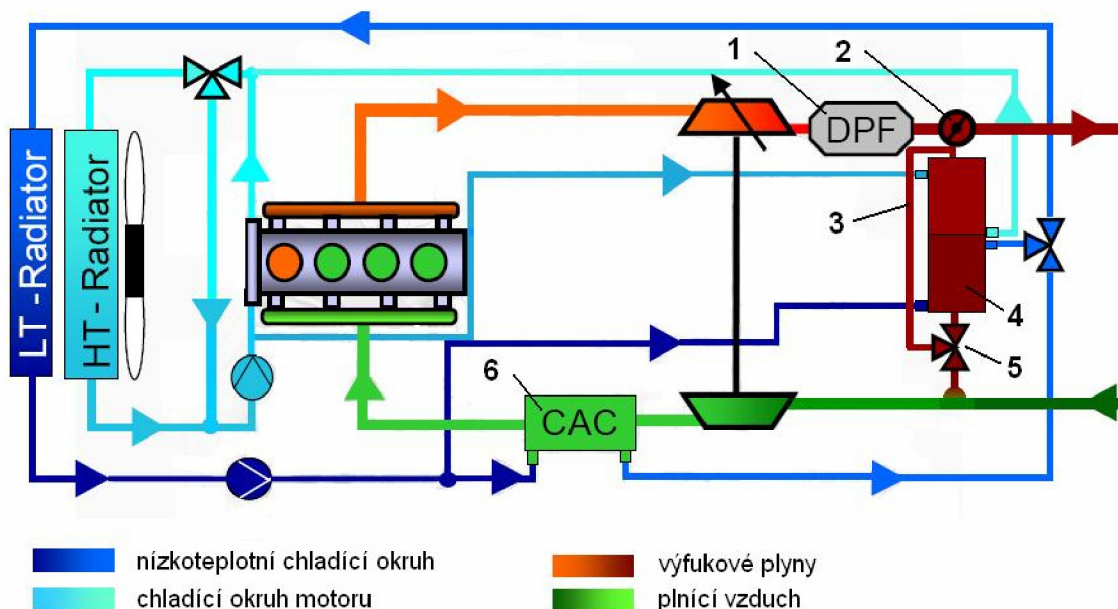 1
2
DPF
LT-Radiator
HT-Radiator
3
4
5
6
CAC
nízkoteplotní chladící okruh
výfukové plyny
chladící okruh motoru
plnící vzduch